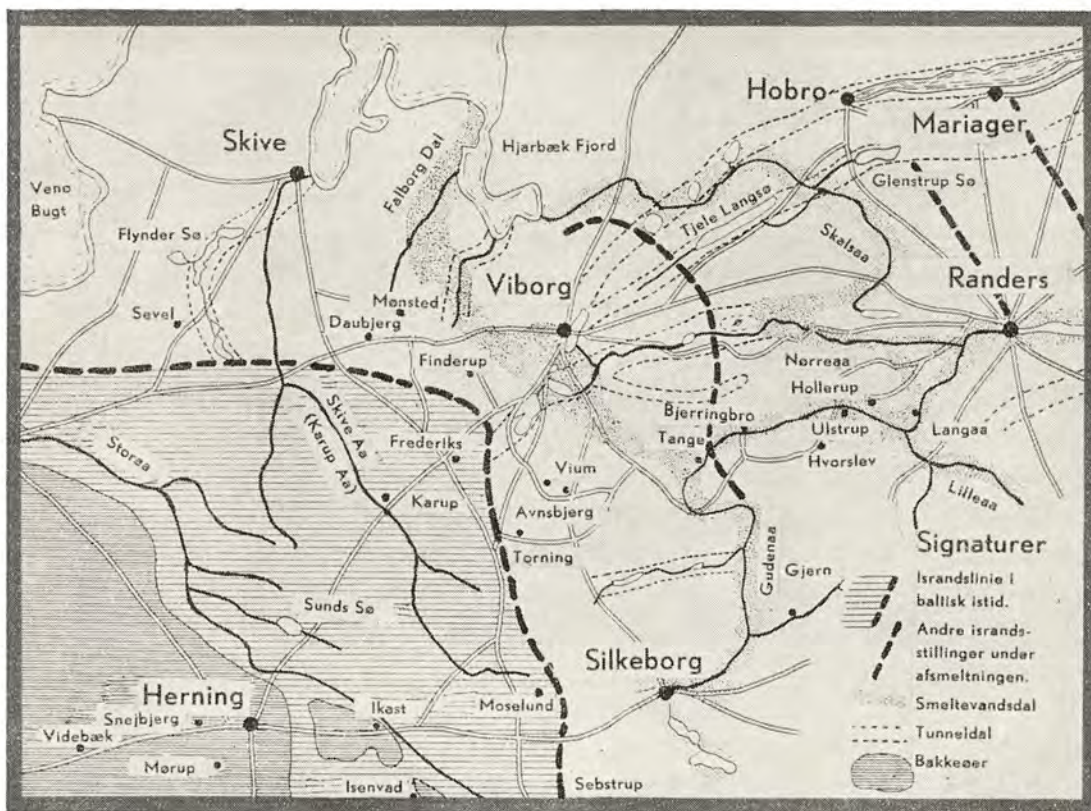 Hobro
Mariager
Skive
Hjarbæk Fjord
Falborg Dal
Venø
Bugt
Glenstrup Sø
Tjele Langsø
Flynder Sø
Skalsaa
Viborg
Randers
Mønsted
Sevel
Daubjerg
Finderup
Nørreaa
Hollerup
Bjerringbro
Skive Aa
(Karup Aa)
Frederiks
Tange
Ulstrup
Langaa
Hvorslev
Storaa
Vium
Karup
Lilleaa
Avnsbjerg
Torning
Gudenaa
Gjern
Sunds Sø
Silkeborg
Herning
Ikast
Moselund
Snejbjerg
Videbæk
Mørup
Isenvad
Sebstrup
Signaturer
Israndslinie i
baltisk istid.
Andre israndsstillinger under
afsmeltningen.
Smeltevandsdal
Tunneldal
Bakkeøer